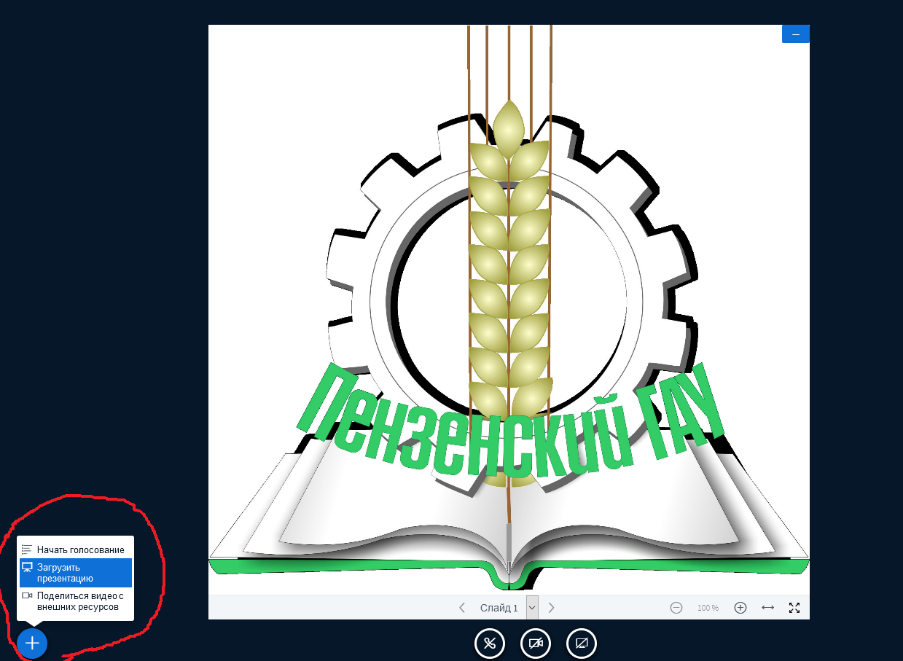 Пензенский ГАУ
Начать голосование
Загрузить
презентацию
Поделиться видео с
внешних ресурсов
Слайд 1
100 %